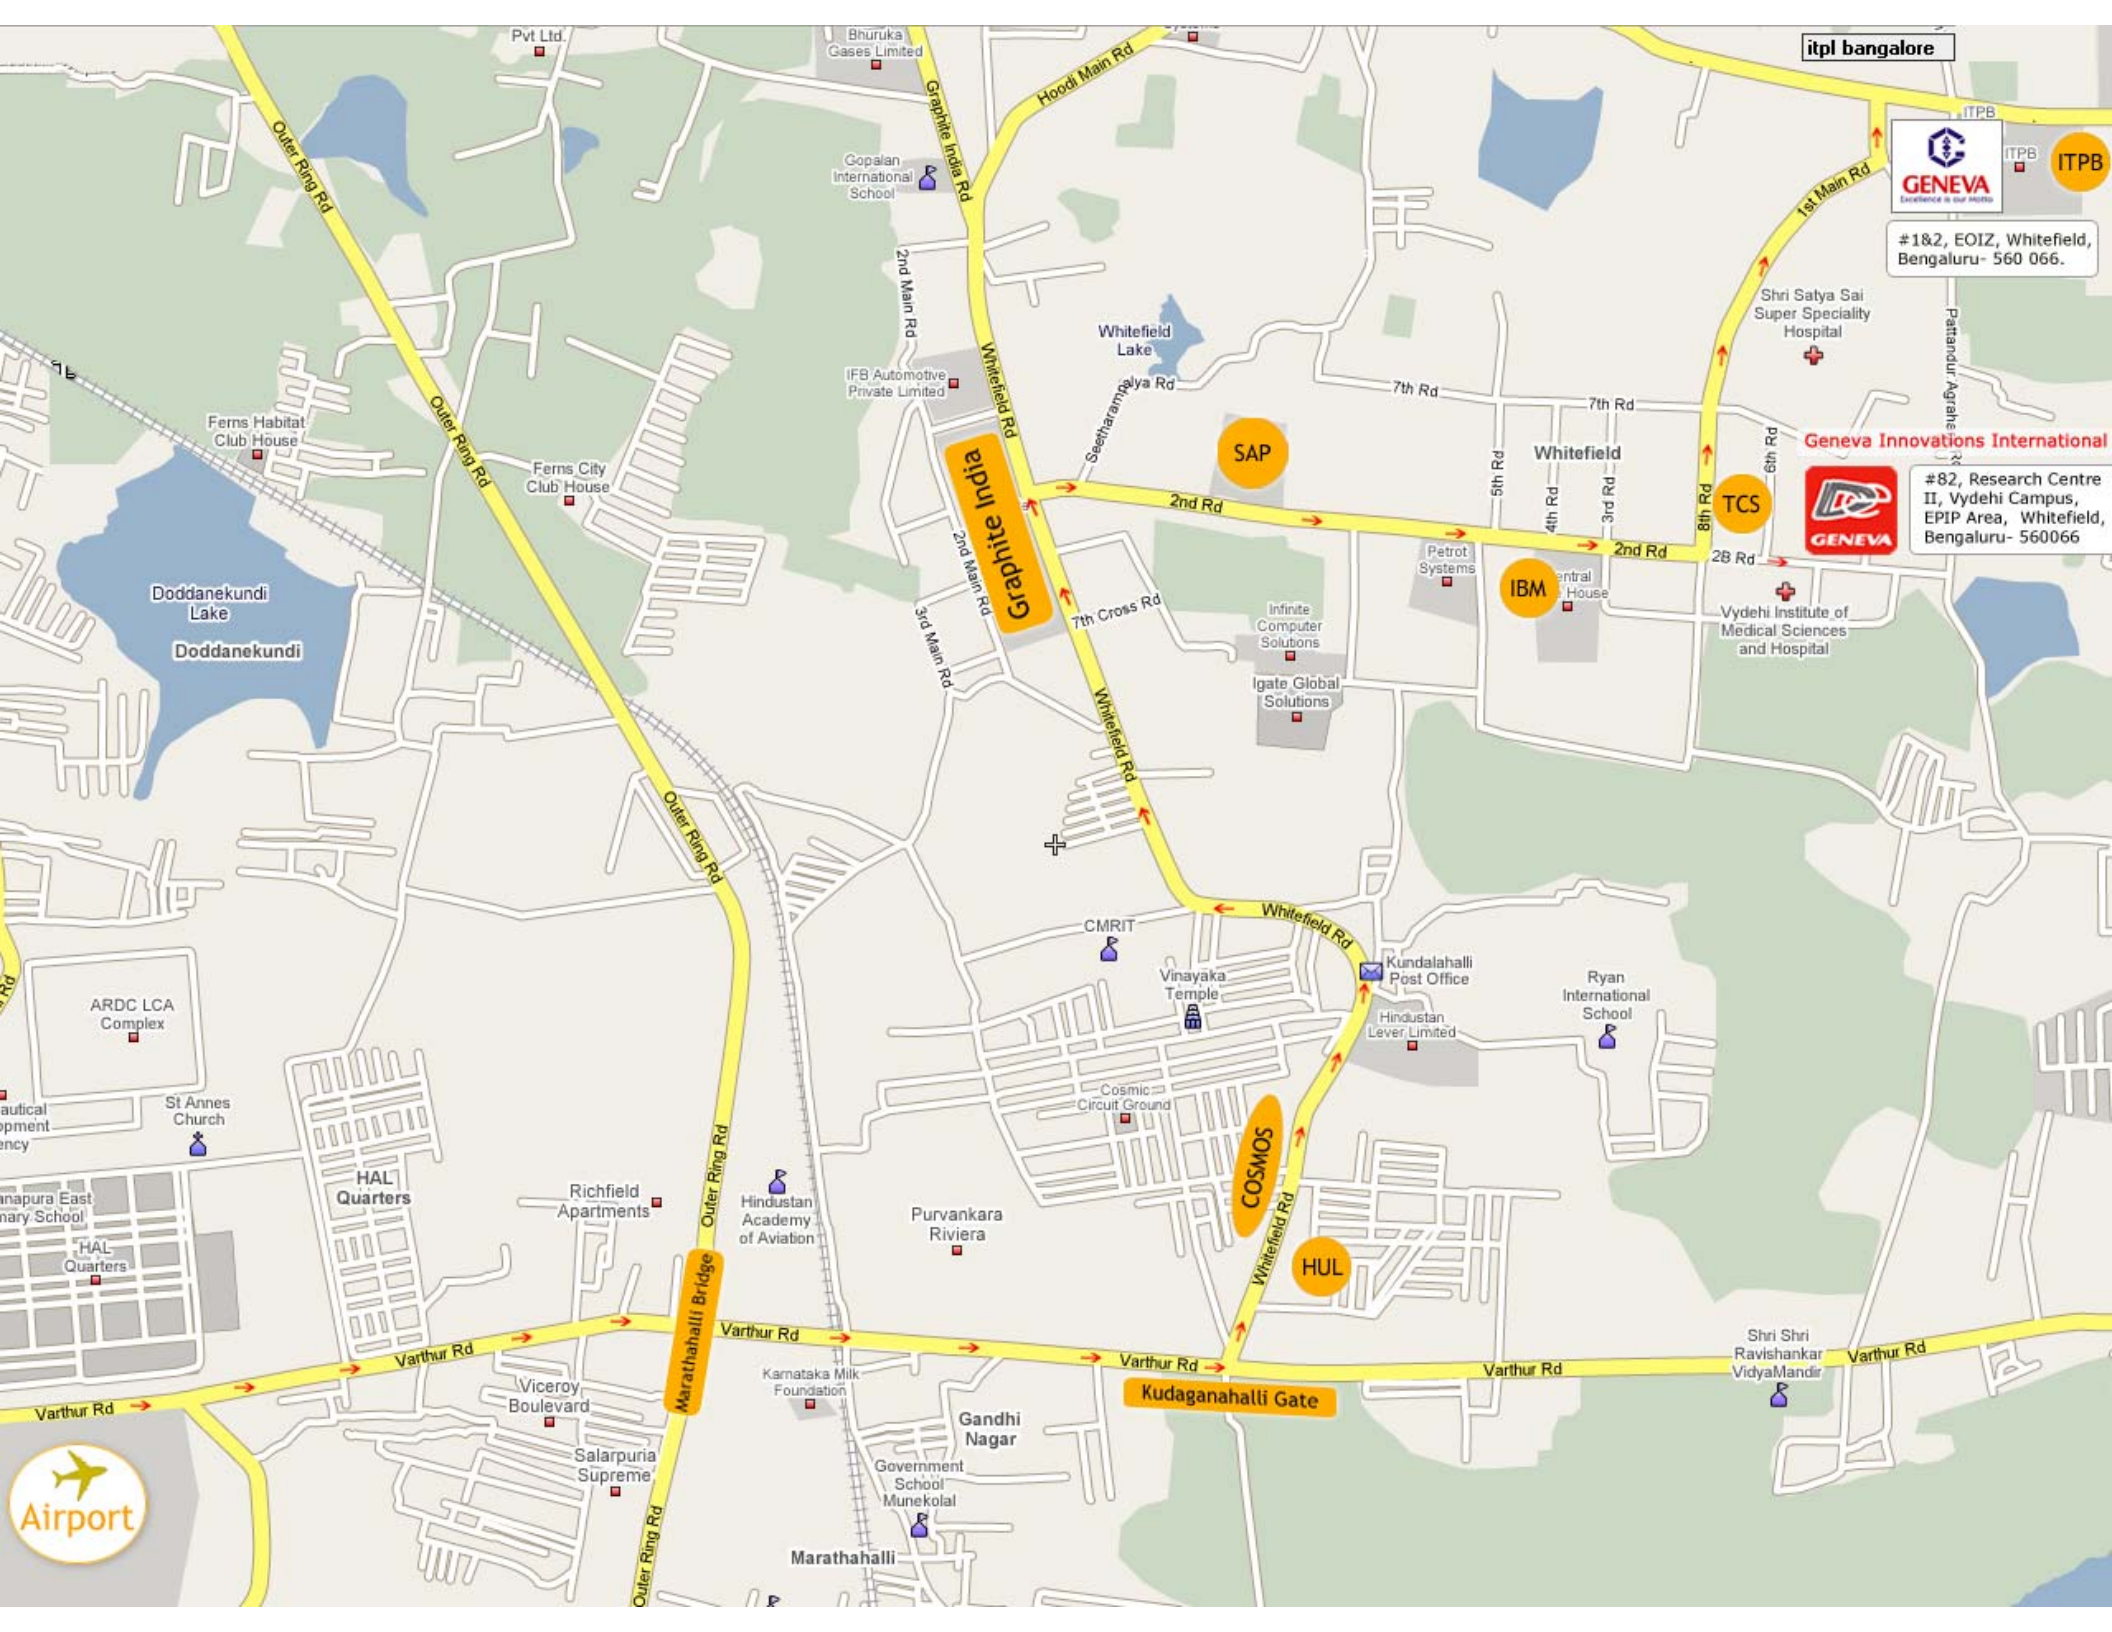 Pvt Ltd.
Bhuruka
Gases Limited
Hoodi Main Rd
itpl bangalore
Graphite India Rd
Outer Ring Rd
Gopalan
International
School
ITPB
GENEVA
Excellence is our Motto
ITPB
ITPB
1st Main Rd
#1&2, EOIZ, Whitefield,
Bengaluru- 560 066.
2nd Main Rd
Shri Satya Sai
Super Speciality
Hospital
Whitefield
Lake
Whitefield Rd
IFB Automotive
Private Limited
Seetharampalya Rd
7th Rd
7th Rd
Outer Ring Rd
Ferns Habitat
Club House
Ferns City
Club House
Graphite India
SAP
Whitefield
5th Rd
4th Rd
3rd Rd
8th Rd
6th Rd
Geneva Innovations International
TCS
GENEVA
#82, Research Centre
II, Vydehi Campus,
EPIP Area, Whitefield,
Bengaluru- 560066
2nd Rd
2nd Rd
2B Rd
Petrot
Systems
IBM
House
Vydehi Institute of
Medical Sciences
and Hospital
2nd Main Rd
3rd Main Rd
7th Cross Rd
Infinite
Computer
Solutions
Igate Global
Solutions
Doddanekundi
Lake
Doddanekundi
Whitefield Rd
Outer Ring Rd
Whitefield Rd
CMRIT
Vinayaka
Temple
Kundalahalli
Post Office
Hindustan
Lever Limited
Ryan
International
School
Rd
ARDC LCA
Complex
St Annes
Church
Cosmic
Circuit Ground
COSMOS
HAL
Quarters
HAL
Quarters
Richfield
Apartments
Outer Ring Rd
Hindustan
Academy
of Aviation
Purvankara
Riviera
Whitefield Rd
HUL
Marathahalli Bridge
Varthur Rd
Varthur Rd
Varthur Rd
Varthur Rd
Varthur Rd
Varthur Rd
Shri Shri
Ravishankar
VidyaMandir
Kudaganahalli Gate
Karnataka Milk
Foundation
Viceroy
Boulevard
Gandhi
Nagar
Salarpuria
Supreme
Government
School
Munekolal
Airport
Outer Ring Rd
Marathahalli